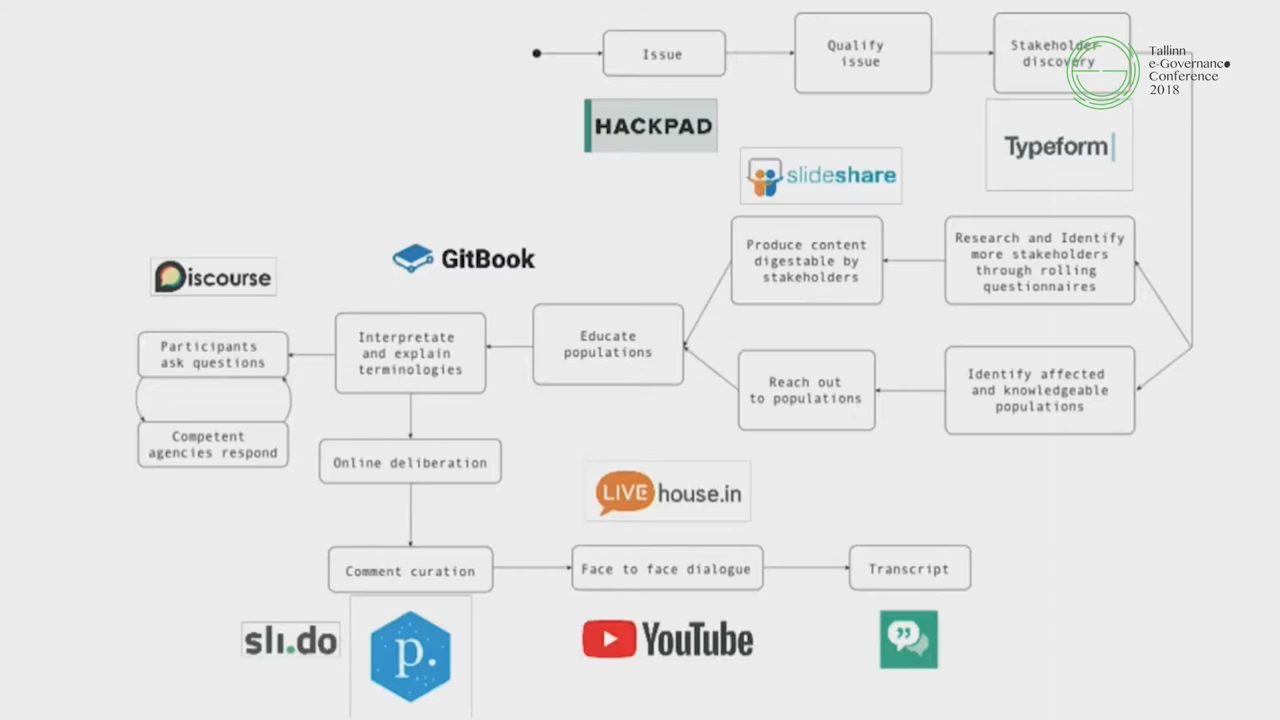 Issue
Qualify
issue
Stakeholder
discovery
Tallinn
e-Governance
Conference
2018
HACKPAD
Typeform
slideshare
Produce content
digestable by
stakeholders
Research and Identify
more stakeholders
through rolling
questionnaires
GitBook
Discourse
Participants
ask questions
Interpretate
and explain
terminologies
Educate
populations
Reach out
to populations
Identify affected
and knowledgeable
populations
Competent
agencies respond
Online deliberation
LIVE house.in
Comment curation
Face to face dialogue
Transcript
sli.do
p.
YouTube